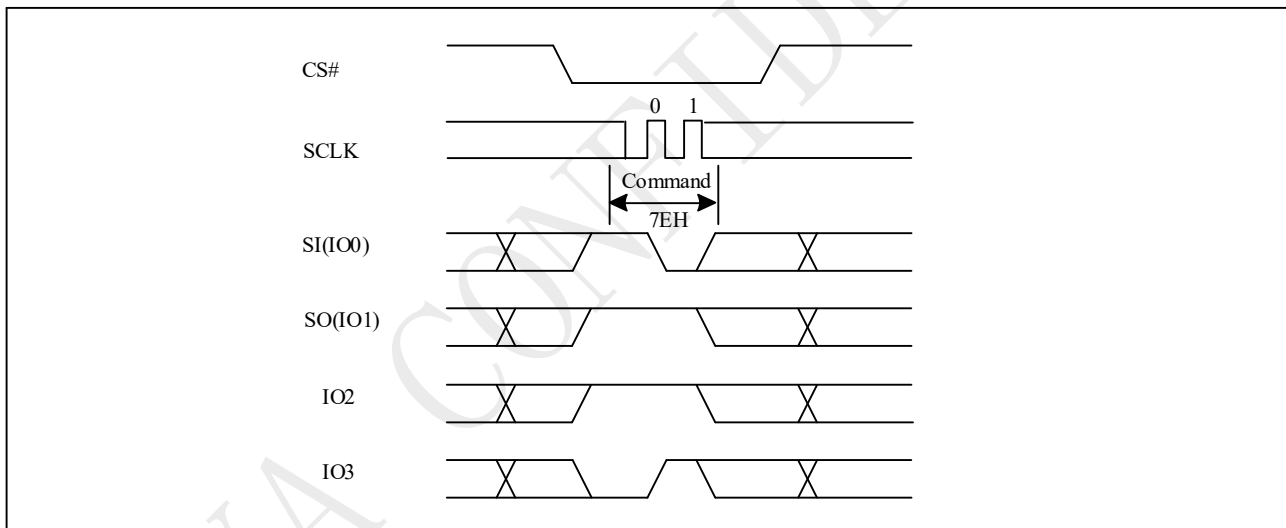 CS#
0 1
SCLK
Command
7EH
SI(IO0)
SO(IO1)
IO2
IO3